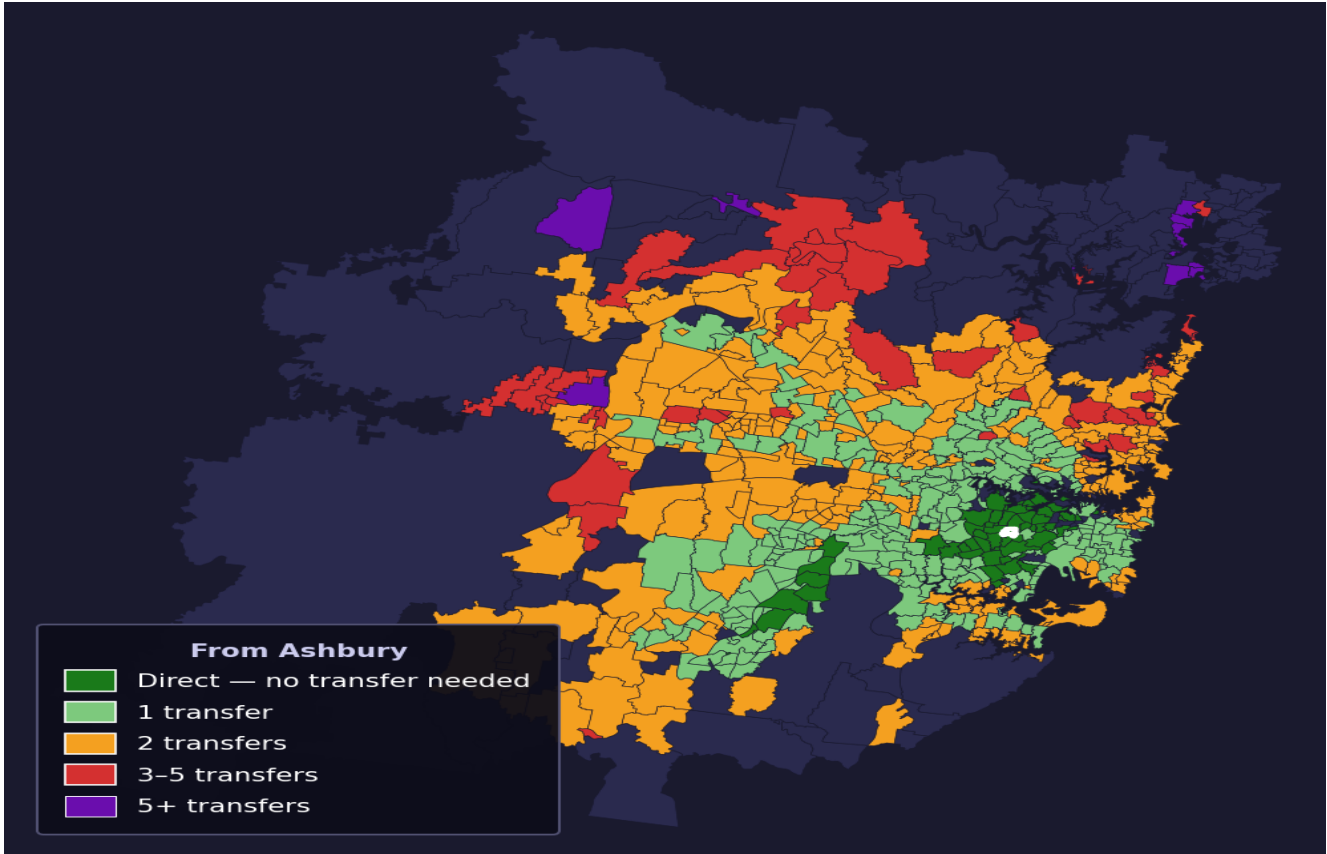 From Ashbury
Direct — no transfer needed
1 transfer
2 transfers
3–5 transfers
5+ transfers